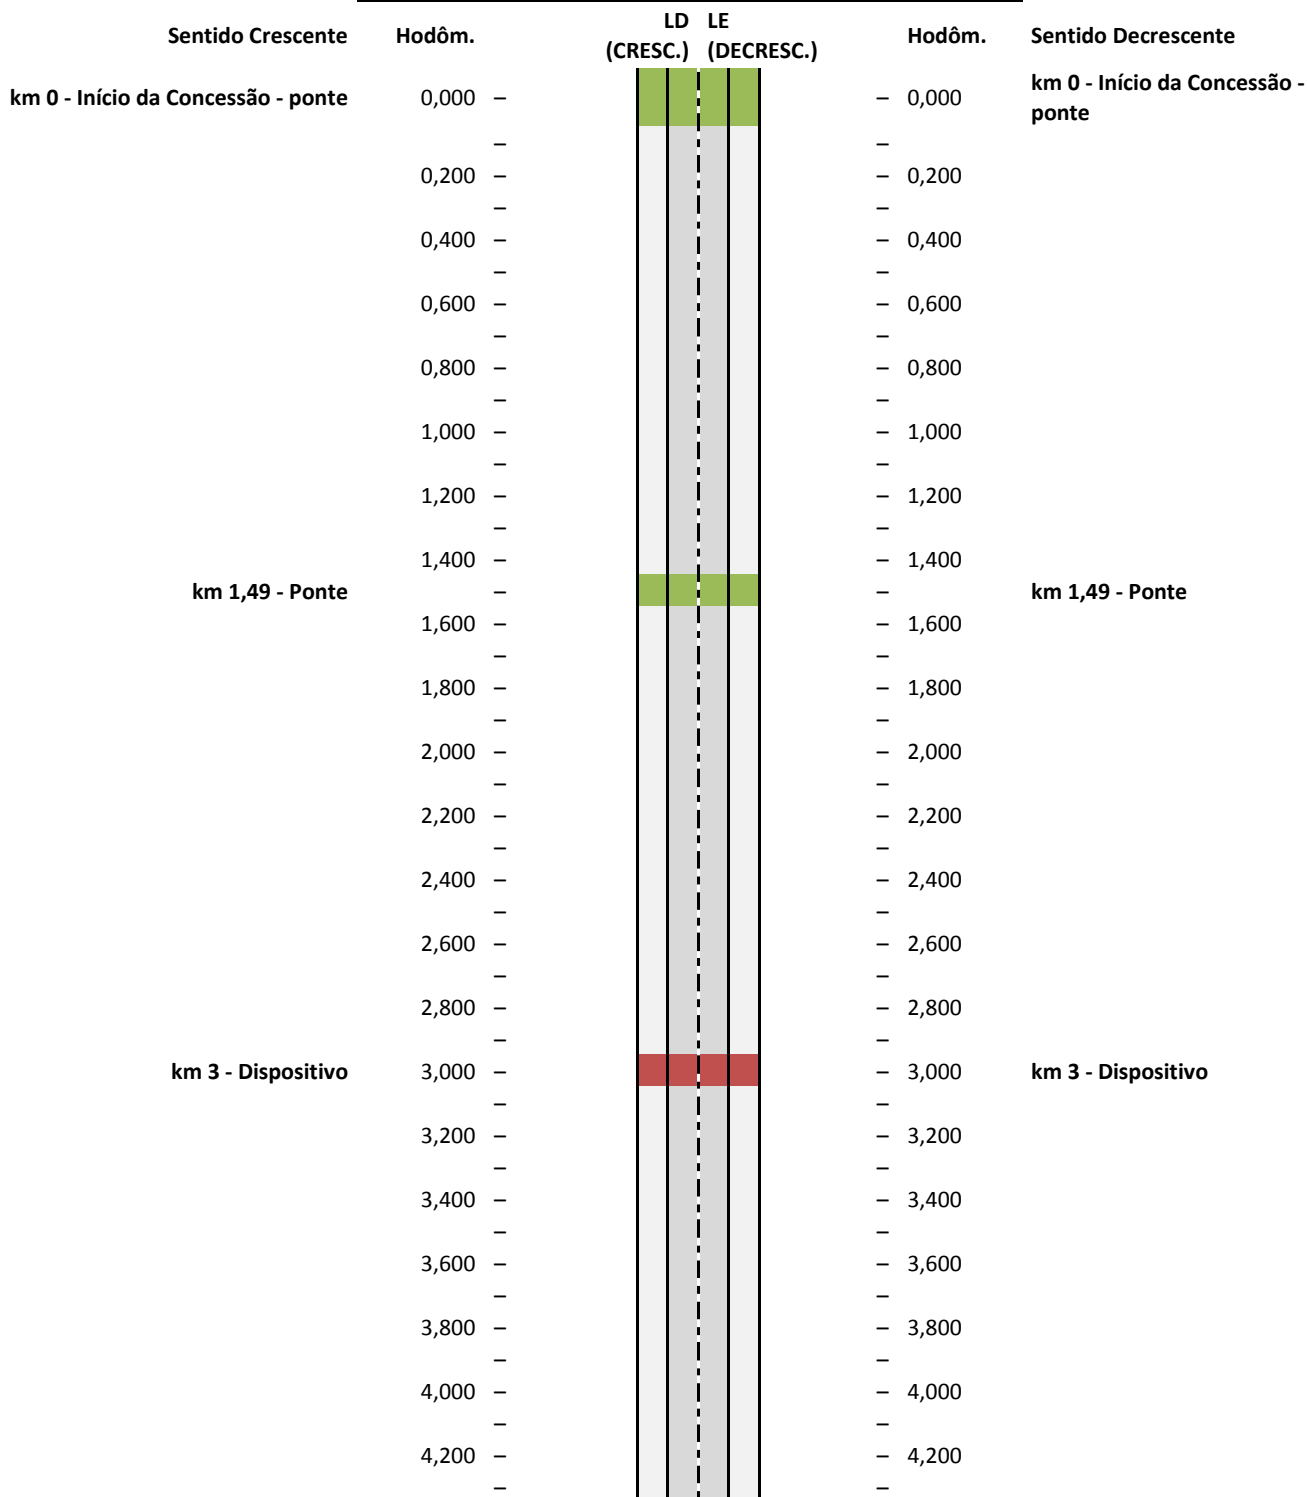 LD LE
Sentido Crescente Hodôm. (CRESC.) (DECRESC.) Hodôm. Sentido Decrescente
km 0 - Início da Concessão - ponte 0,000 – – 0,000 km 0 - Início da Concessão -
ponte
– –
0,200 – – 0,200
– –
0,400 – – 0,400
– –
0,600 – – 0,600
– –
0,800 – – 0,800
– –
1,000 – – 1,000
– –
1,200 – – 1,200
– –
1,400 – – 1,400
km 1,49 - Ponte – – km 1,49 - Ponte
1,600 – – 1,600
– –
1,800 – – 1,800
– –
2,000 – – 2,000
– –
2,200 – – 2,200
– –
2,400 – – 2,400
– –
2,600 – – 2,600
– –
2,800 – – 2,800
– –
km 3 - Dispositivo 3,000 – – 3,000 km 3 - Dispositivo
– –
3,200 – – 3,200
– –
3,400 – – 3,400
– –
3,600 – – 3,600
– –
3,800 – – 3,800
– –
4,000 – – 4,000
– –
4,200 – – 4,200
– –